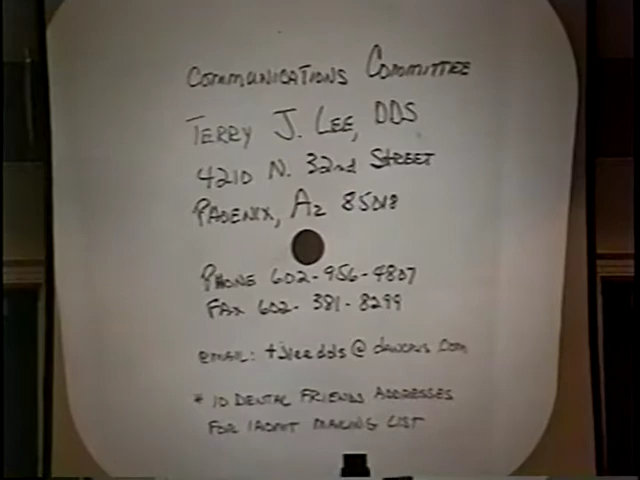 Communications Committee
Terry J. Lee, DDS
4210 N. 32nd Street
Phoenix, Az 85018
Phone 602-956-4807
Fax 602-381-8299
email: tjleedds@
* 10 Dental Friends Addresses
For IADMT Mailing List